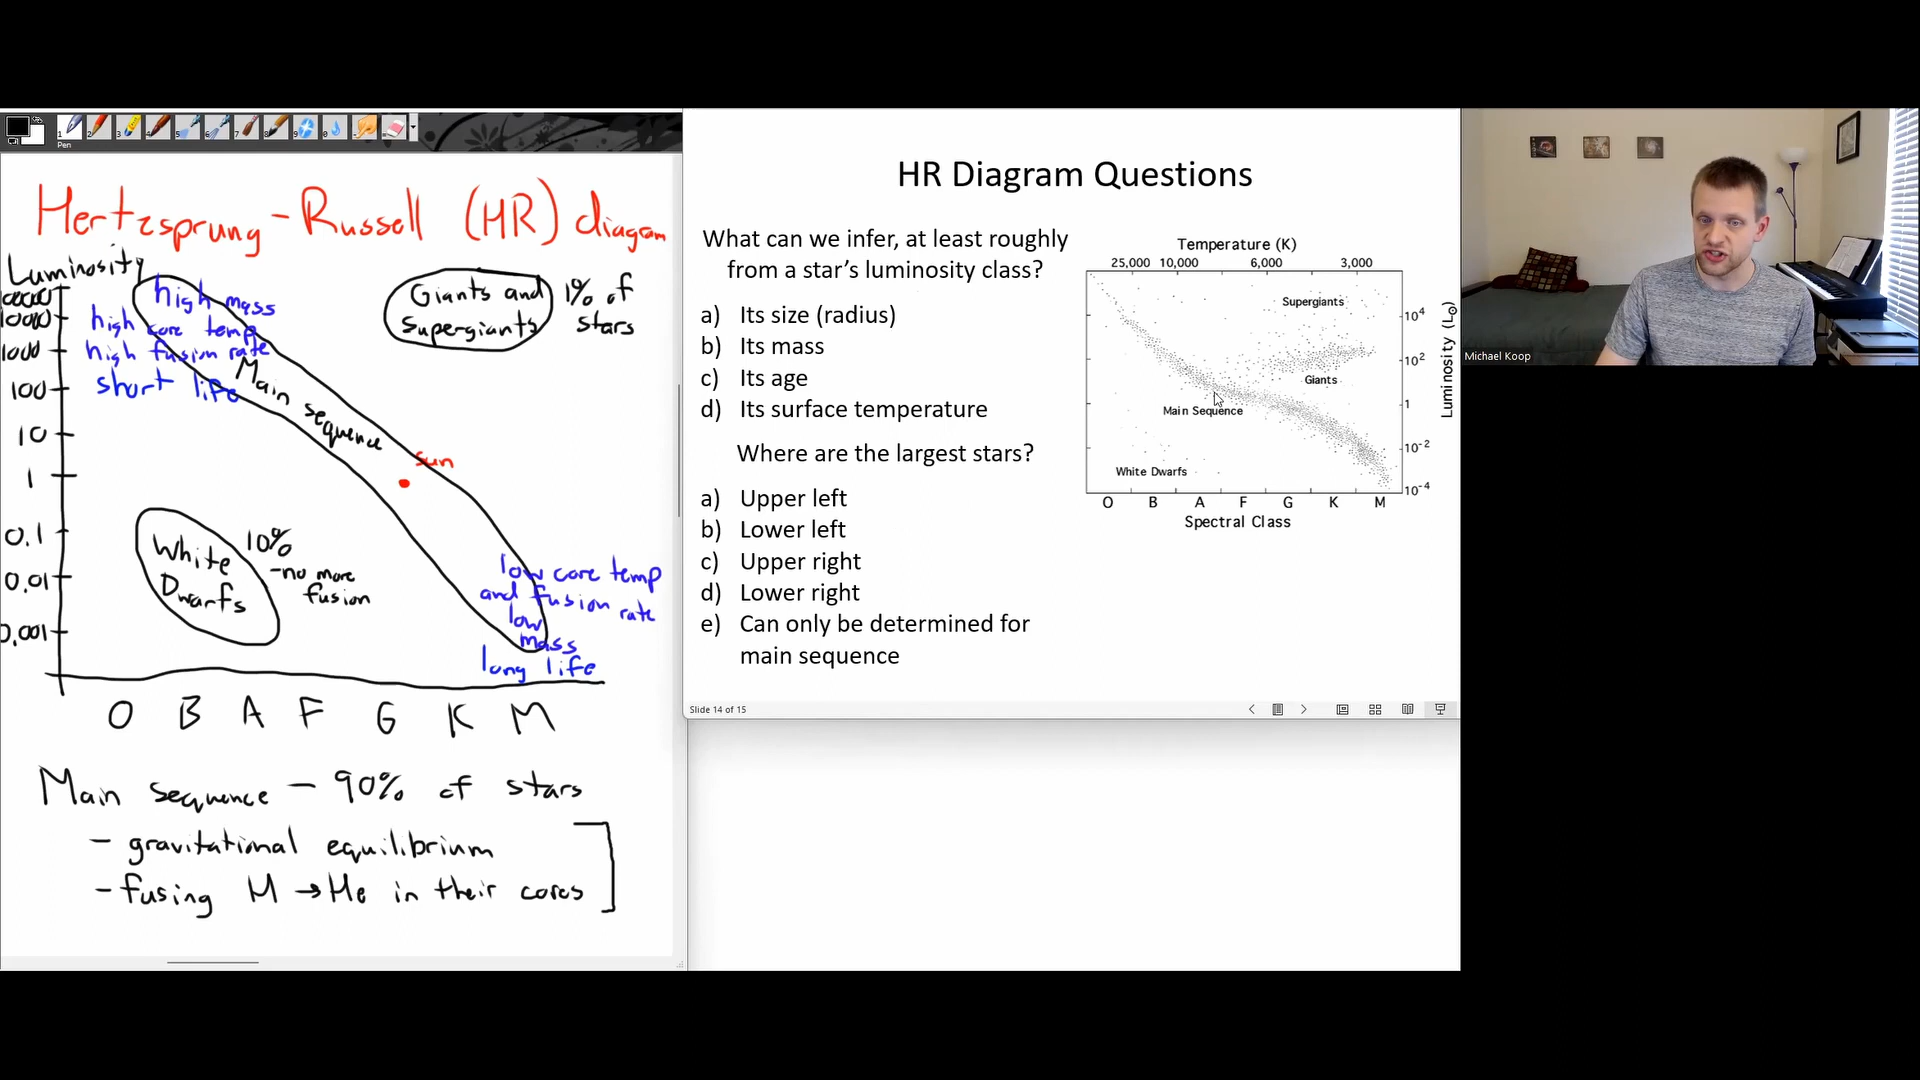 Pen
Hertzsprung - Russell (HR) diagram
Luminosity
high mass
high core temp
high fusion rate
short life
Main sequence
Giants and
Supergiants
1% of
stars
10000
1000
100
10
1
0.1
0.01
0.001
sun
White
Dwarfs
10%
- no more
fusion
low core temp
and fusion rate
low
mass
long life
O B A F G K M
Main sequence - 90% of stars
- gravitational equilibrium
- fusing H → He in their cores
HR Diagram Questions
What can we infer, at least roughly
from a star's luminosity class?
a) Its size (radius)
b) Its mass
c) Its age
d) Its surface temperature
Where are the largest stars?
a) Upper left
b) Lower left
c) Upper right
d) Lower right
e) Can only be determined for
main sequence
Temperature (K)
25,000 10,000 6,000 3,000
Supergiants
Giants
Main Sequence
White Dwarfs
10⁴
10²
1
10⁻²
10⁻⁴
Luminosity (L⊙)
O B A F G K M
Spectral Class
Slide 14 of 15
Michael Koop